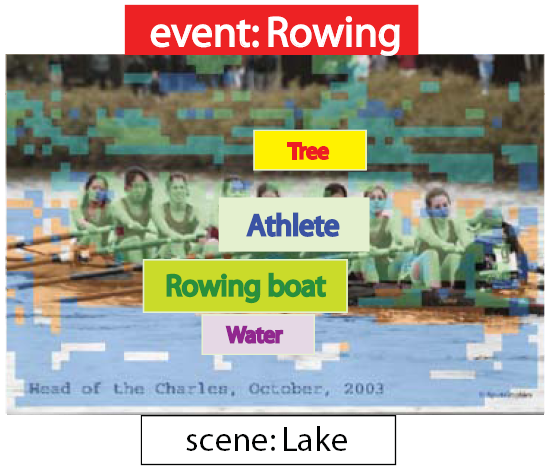 event: Rowing
Tree
Athlete
Rowing boat
Water
Head of the Charles, October, 2003
scene: Lake